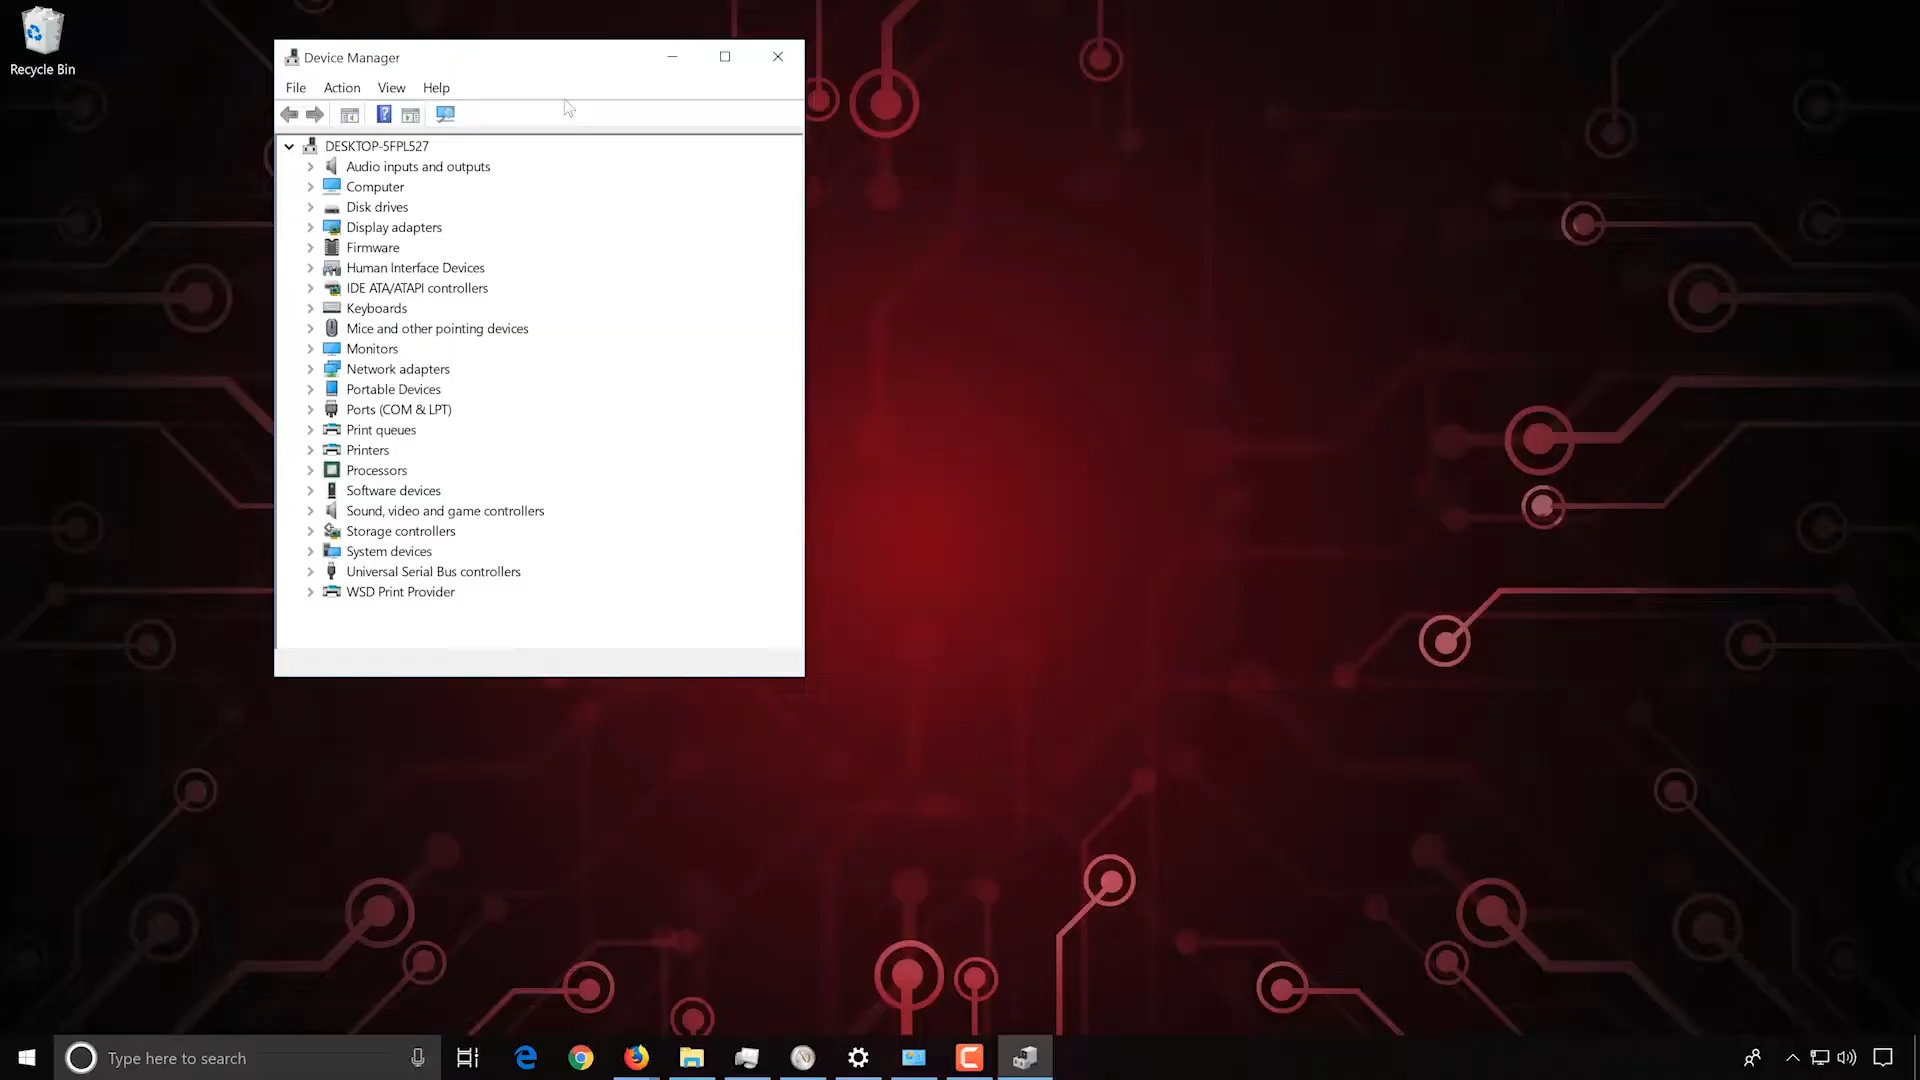 Recycle Bin
Device Manager
File Action View Help
DESKTOP-5FPL527
Audio inputs and outputs
Computer
Disk drives
Display adapters
Firmware
Human Interface Devices
IDE ATA/ATAPI controllers
Keyboards
Mice and other pointing devices
Monitors
Network adapters
Portable Devices
Ports (COM & LPT)
Print queues
Printers
Processors
Software devices
Sound, video and game controllers
Storage controllers
System devices
Universal Serial Bus controllers
WSD Print Provider
Type here to search